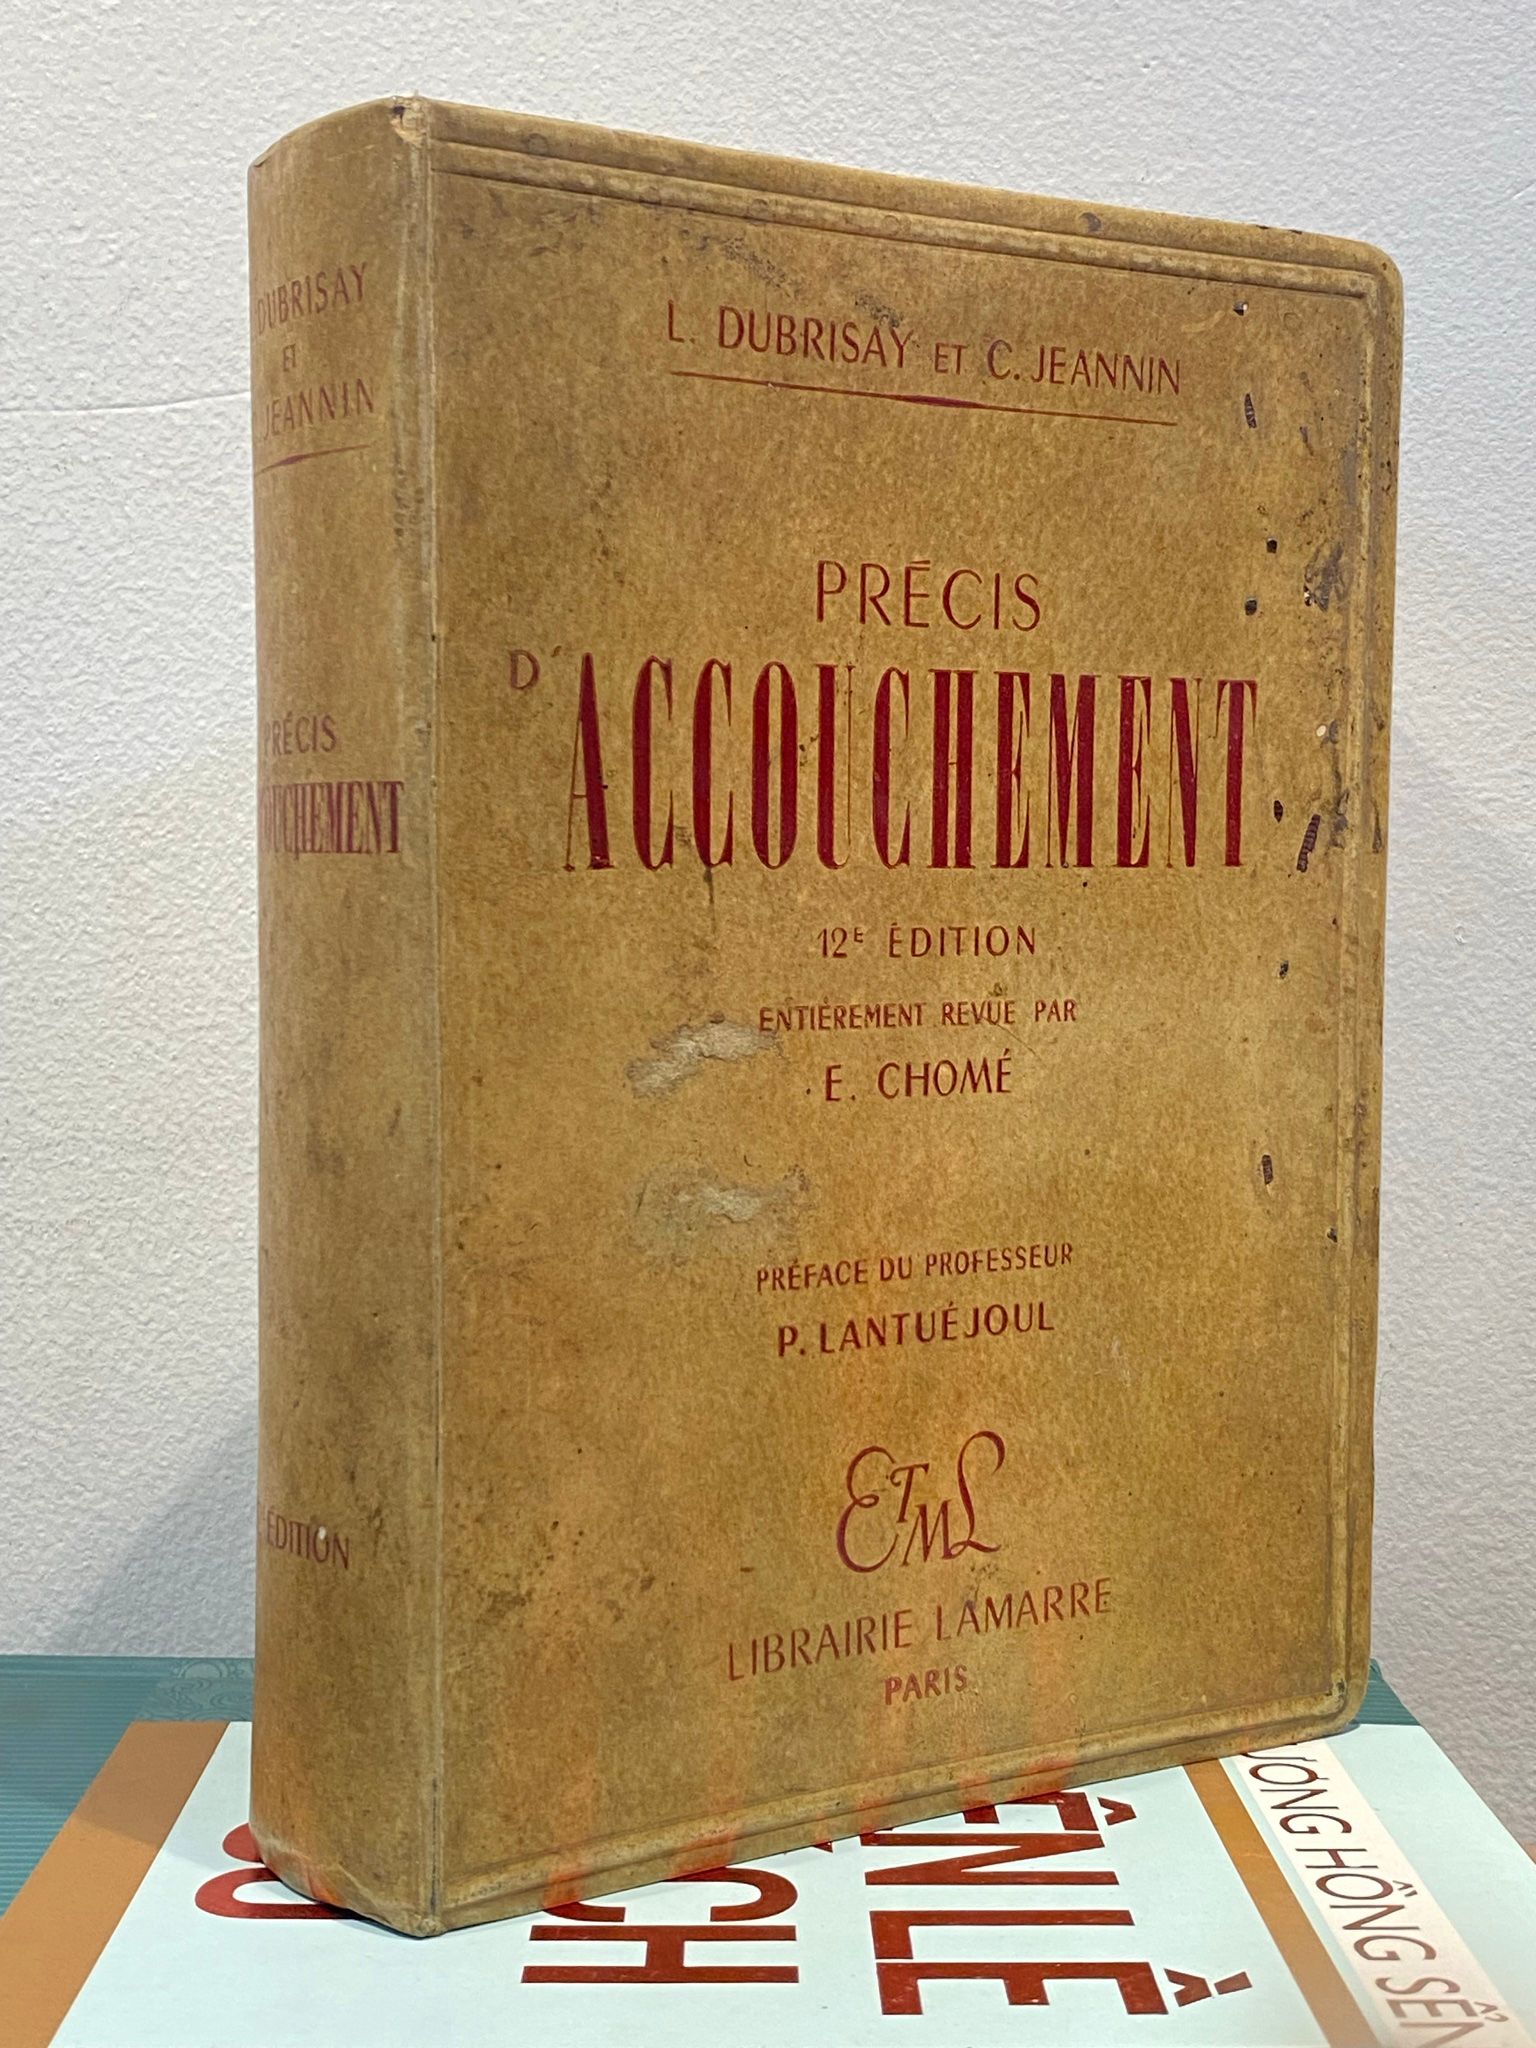 L. DUBRISAY ET C. JEANNIN
PRÉCIS
D'ACCOUCHEMENT
12E ÉDITION
ENTIÈREMENT REVUE PAR
E. CHOMÉ
PRÉFACE DU PROFESSEUR
P. LANTUÉJOUL
ETML
LIBRAIRIE LAMARRE
PARIS
DUBRISAY
ET
JEANNIN
PRÉCIS
ÉDITION
HỒNG